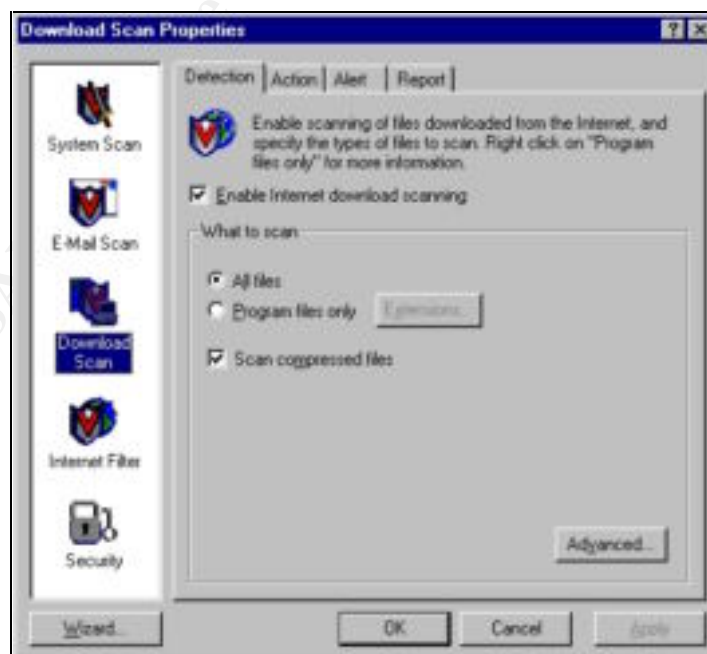 Download Scan Properties
System Scan
E-Mail Scan
Download
Scan
Internet Filter
Security
Detection
Action
Alert
Report
Enable scanning of files downloaded from the Internet, and
specify the types of files to scan. Right click on "Program
files only" for more information.
Enable Internet download scanning
What to scan
All files
Program files only
Extensions...
Scan compressed files
Advanced...
Wizard...
OK
Cancel
Apply